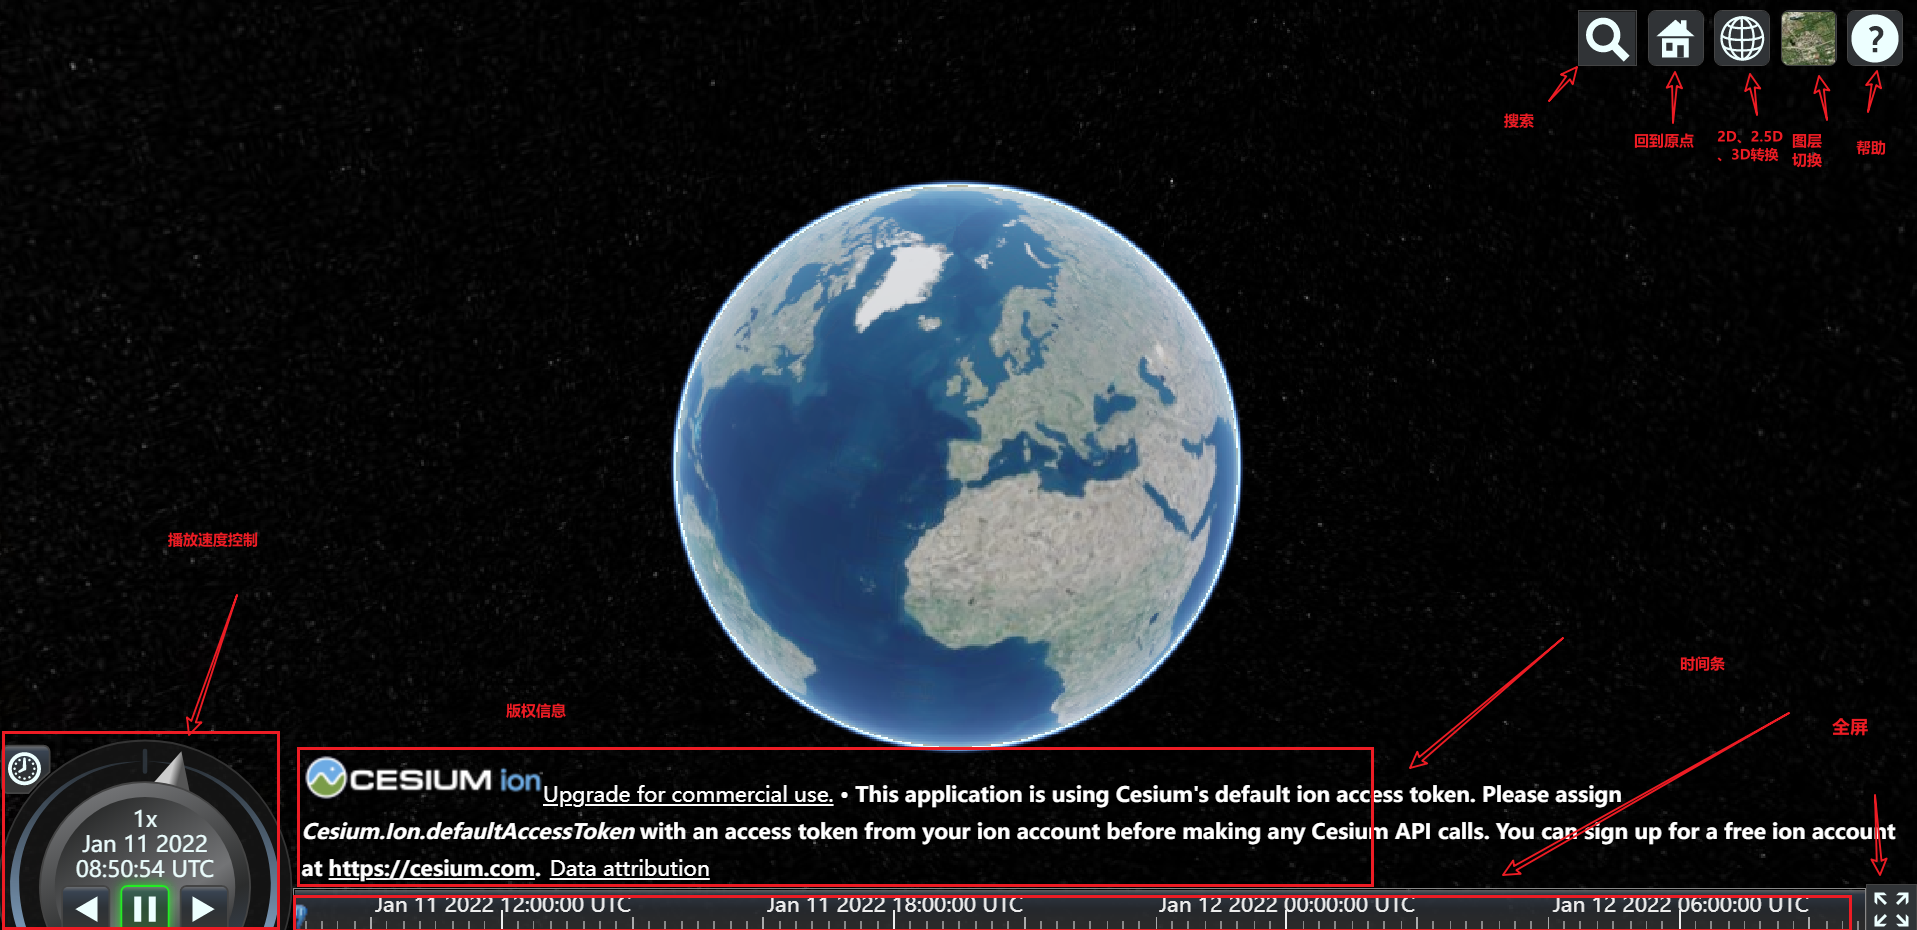 ?
搜索
回到原点
2D、2.5D
、3D转换
图层
切换
帮助
播放速度控制
时间条
版权信息
全屏
CESIUM ion
Upgrade for commercial use. • This application is using Cesium's default ion access token. Please assign
Cesium.Ion.defaultAccessToken with an access token from your ion account before making any Cesium API calls. You can sign up for a free ion account
at https://cesium.com. Data attribution
1x
Jan 11 2022
08:50:54 UTC
Jan 11 2022 12:00:00 UTC
Jan 11 2022 18:00:00 UTC
Jan 12 2022 00:00:00 UTC
Jan 12 2022 06:00:00 UTC